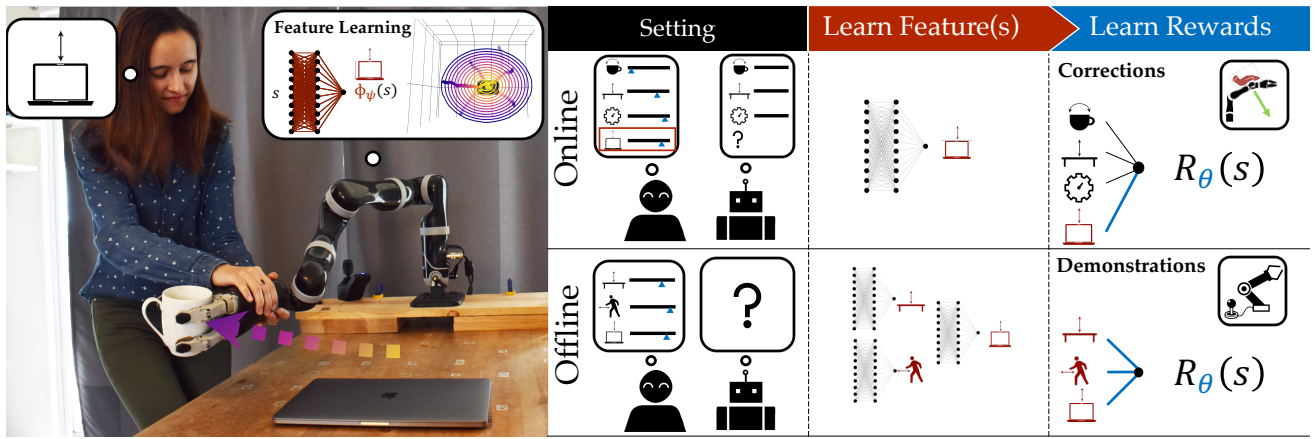 Feature Learning
s
Φψ(s)
Setting
Learn Feature(s)
Learn Rewards
Online
?
Corrections
Rθ(s)
Offline
?
Demonstrations
Rθ(s)